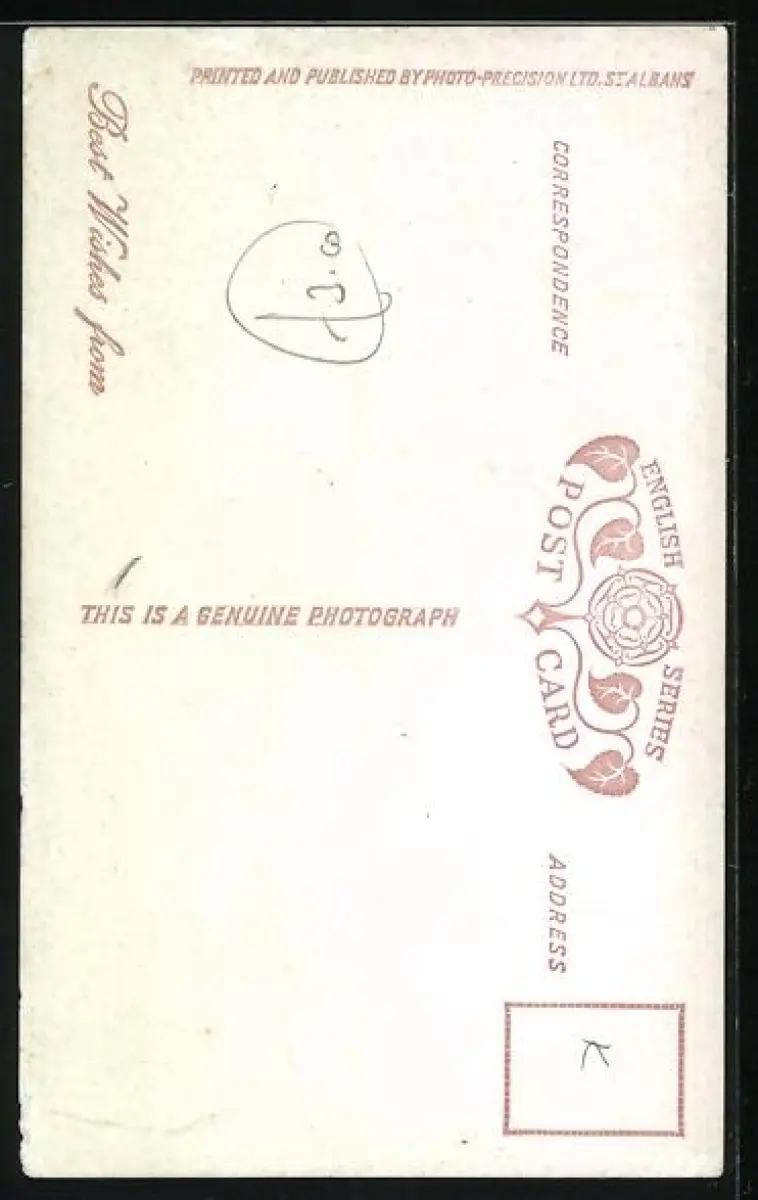 PRINTED AND PUBLISHED BY PHOTO-PRECISION LTD. ST ALBANS
Best Wishes from
CORRESPONDENCE
ENGLISH SERIES
POST CARD
THIS IS A GENUINE PHOTOGRAPH
ADDRESS
K